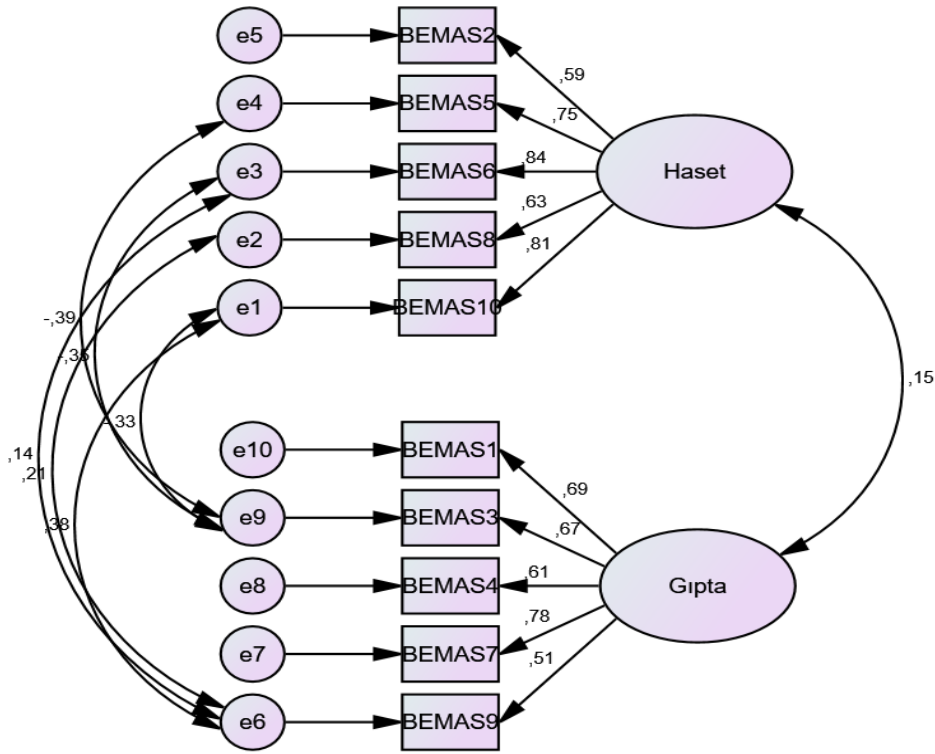 e5
BEMAS2
,59
e4
BEMAS5
,75
e3
BEMAS6
,84
Haset
e2
BEMAS8
,63
e1
BEMAS10
,81
-,39
-,35
-,33
,15
,14
,21
,38
e10
BEMAS1
,69
e9
BEMAS3
,67
e8
BEMAS4
,61
Gıpta
e7
BEMAS7
,78
e6
BEMAS9
,51